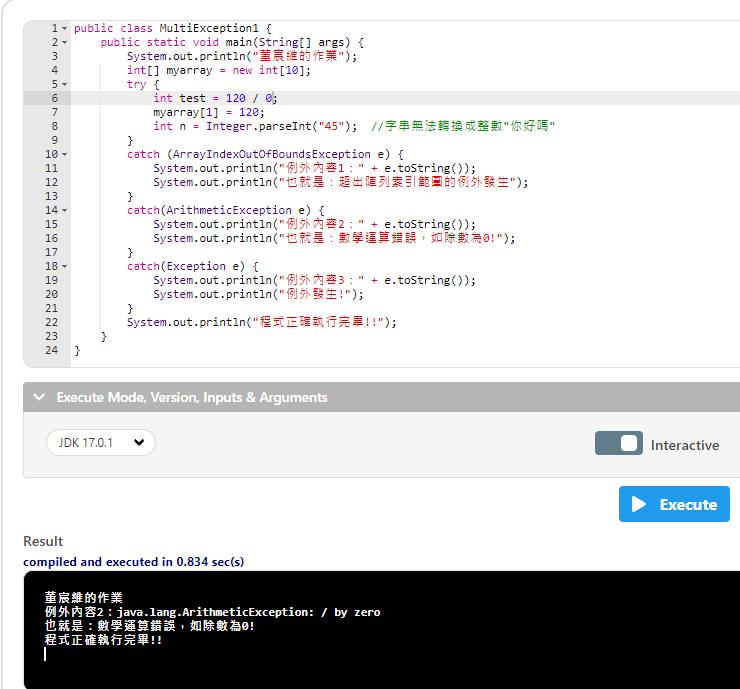 1 public class MultiException1 {
2 public static void main(String[] args) {
3 System.out.println("董宸維的作業");
4 int[] myarray = new int[10];
5 try {
6 int test = 120 / 0;
7 myarray[1] = 120;
8 int n = Integer.parseInt("45"); //字串無法轉換成整數"你好嗎"
9 }
10 catch (ArrayIndexOutOfBoundsException e) {
11 System.out.println("例外內容1：" + e.toString());
12 System.out.println("也就是：超出陣列索引範圍的例外發生");
13 }
14 catch(ArithmeticException e) {
15 System.out.println("例外內容2：" + e.toString());
16 System.out.println("也就是：數學運算錯誤，如除數為0!");
17 }
18 catch(Exception e) {
19 System.out.println("例外內容3：" + e.toString());
20 System.out.println("例外發生!");
21 }
22 System.out.println("程式正確執行完畢!!");
23 }
24 }
Execute Mode, Version, Inputs & Arguments
JDK 17.0.1
Interactive
Execute
Result
compiled and executed in 0.834 sec(s)
董宸維的作業
例外內容2：java.lang.ArithmeticException: / by zero
也就是：數學運算錯誤，如除數為0!
程式正確執行完畢!!